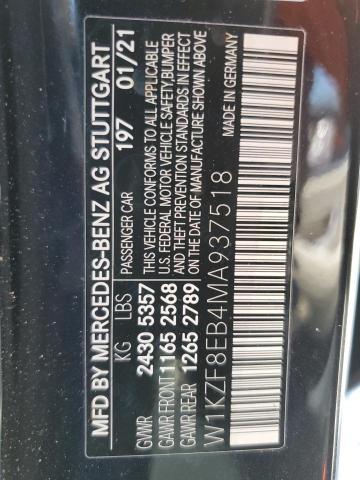 MFD BY MERCEDES-BENZ AG STUTTGART
197 01/21
PASSENGER CAR
KG LBS
GVWR 2430 5357
GAWR FRONT 1165 2568
GAWR REAR 1265 2789
THIS VEHICLE CONFORMS TO ALL APPLICABLE
U.S. FEDERAL MOTOR VEHICLE SAFETY, BUMPER
AND THEFT PREVENTION STANDARDS IN EFFECT
ON THE DATE OF MANUFACTURE SHOWN ABOVE
W1KZF8EB4MA937518
MADE IN GERMANY